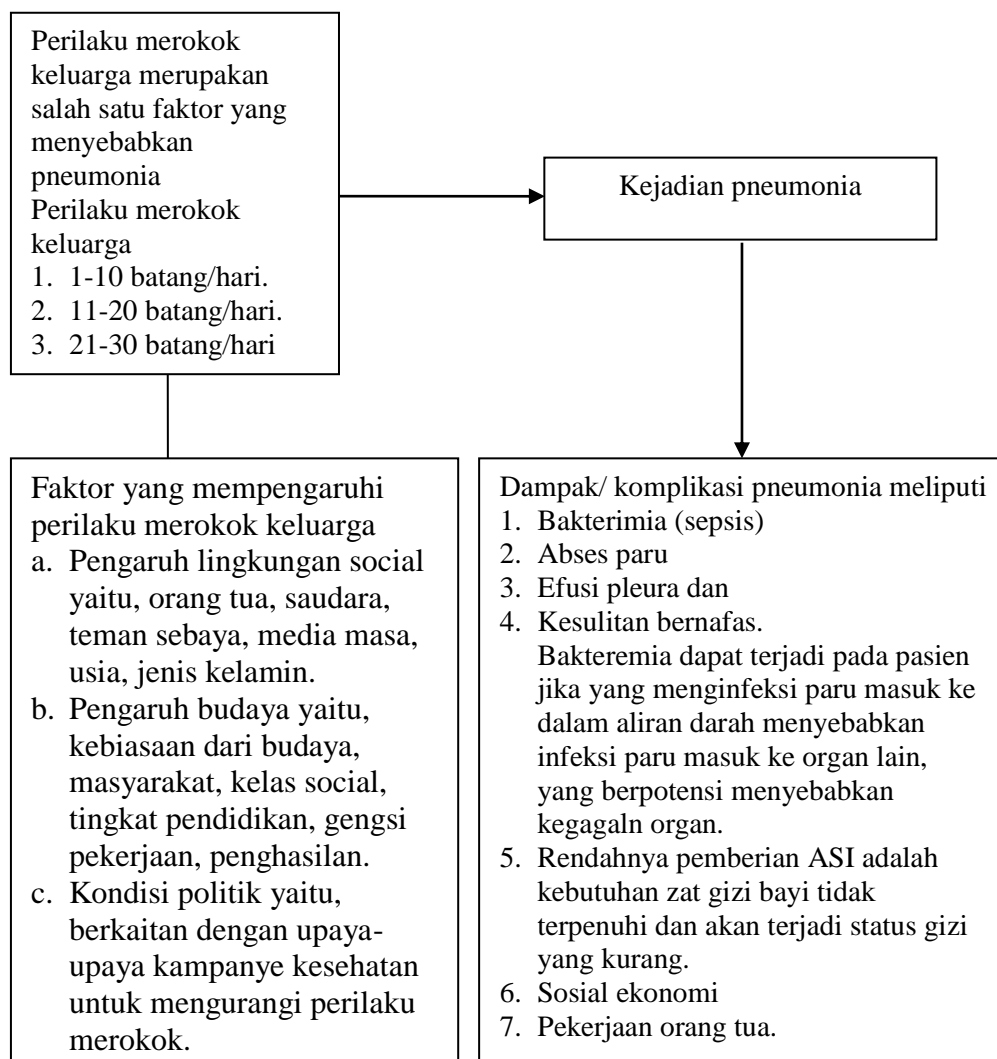 Perilaku merokok
keluarga merupakan
salah satu faktor yang
menyebabkan
pneumonia
Perilaku merokok
keluarga
1. 1-10 batang/hari.
2. 11-20 batang/hari.
3. 21-30 batang/hari
Kejadian pneumonia
Faktor yang mempengaruhi
perilaku merokok keluarga
a. Pengaruh lingkungan social
yaitu, orang tua, saudara,
teman sebaya, media masa,
usia, jenis kelamin.
b. Pengaruh budaya yaitu,
kebiasaan dari budaya,
masyarakat, kelas social,
tingkat pendidikan, gengsi
pekerjaan, penghasilan.
c. Kondisi politik yaitu,
berkaitan dengan upaya-
upaya kampanye kesehatan
untuk mengurangi perilaku
merokok.
Dampak/ komplikasi pneumonia meliputi
1. Bakterimia (sepsis)
2. Abses paru
3. Efusi pleura dan
4. Kesulitan bernafas.
Bakteremia dapat terjadi pada pasien
jika yang menginfeksi paru masuk ke
dalam aliran darah menyebabkan
infeksi paru masuk ke organ lain,
yang berpotensi menyebabkan
kegagaln organ.
5. Rendahnya pemberian ASI adalah
kebutuhan zat gizi bayi tidak
terpenuhi dan akan terjadi status gizi
yang kurang.
6. Sosial ekonomi
7. Pekerjaan orang tua.